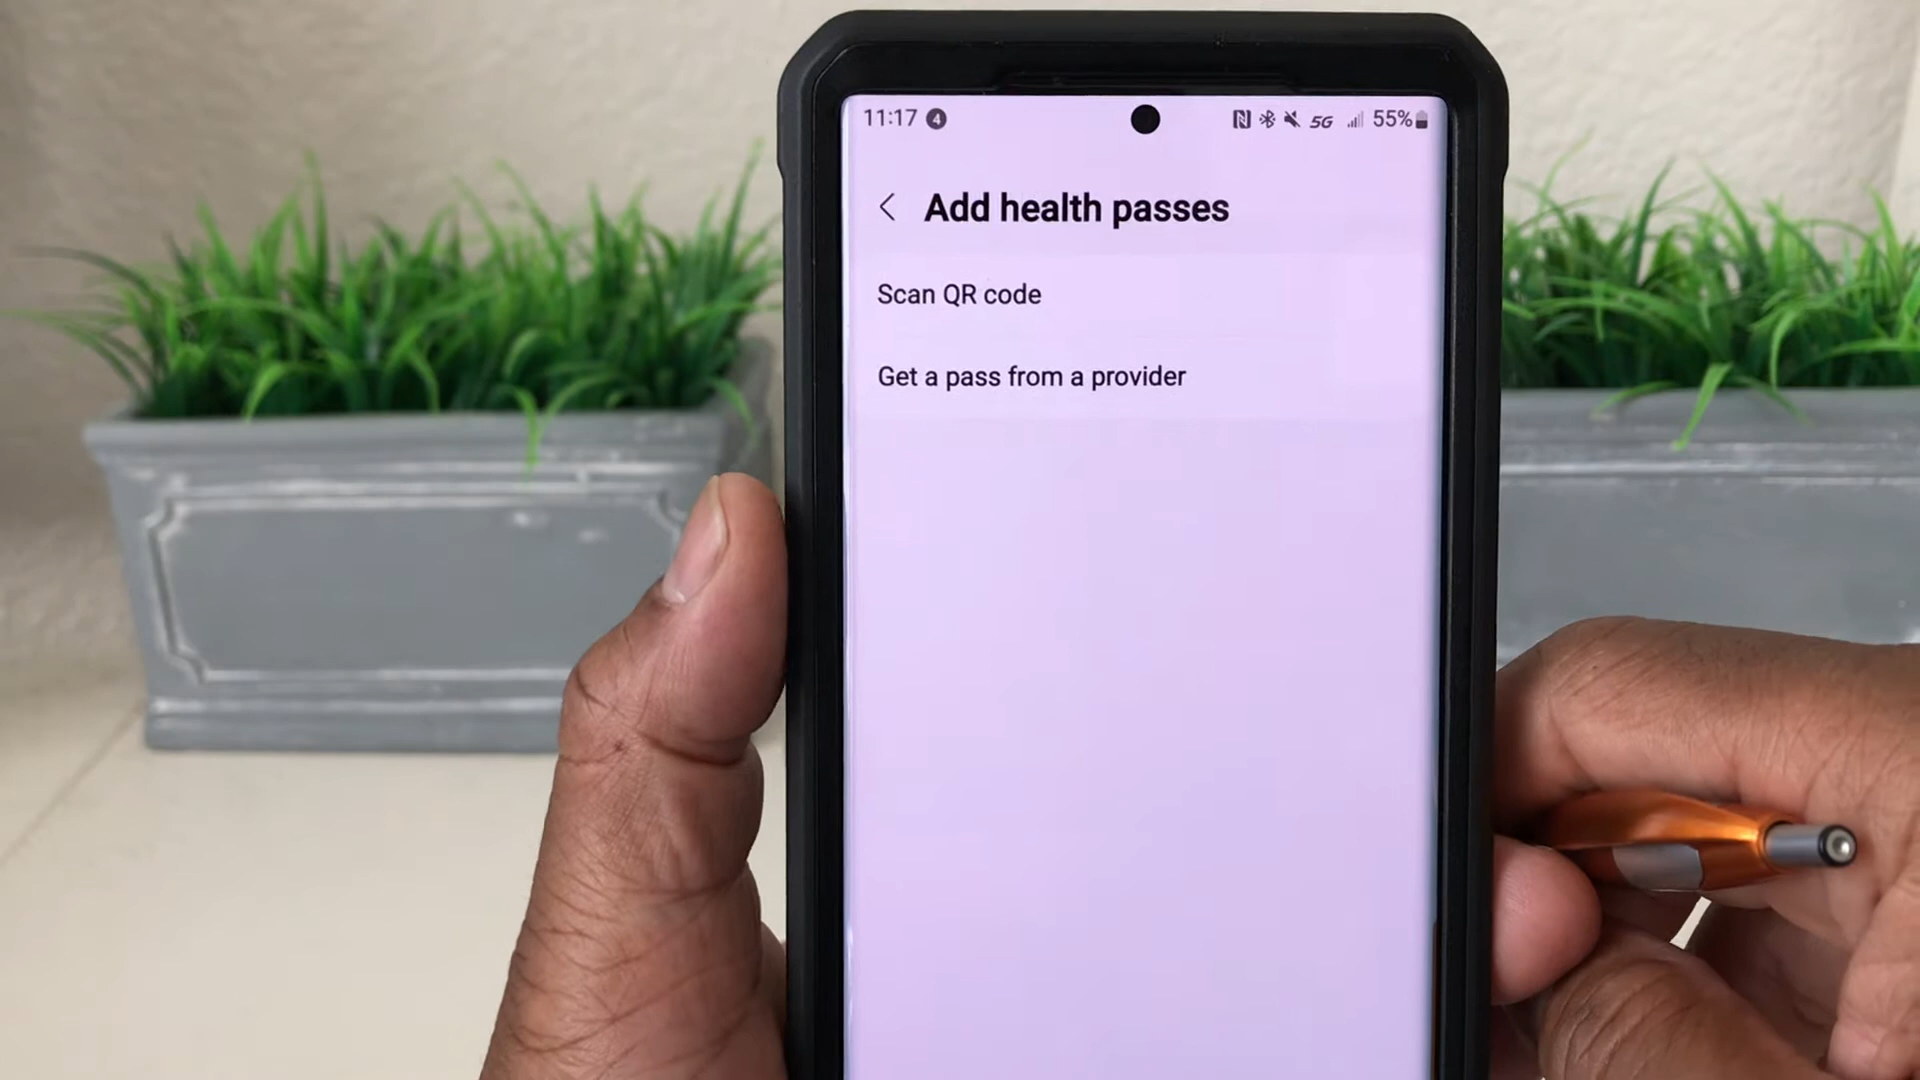 11:17 4 5G 55%
Add health passes
Scan QR code
Get a pass from a provider